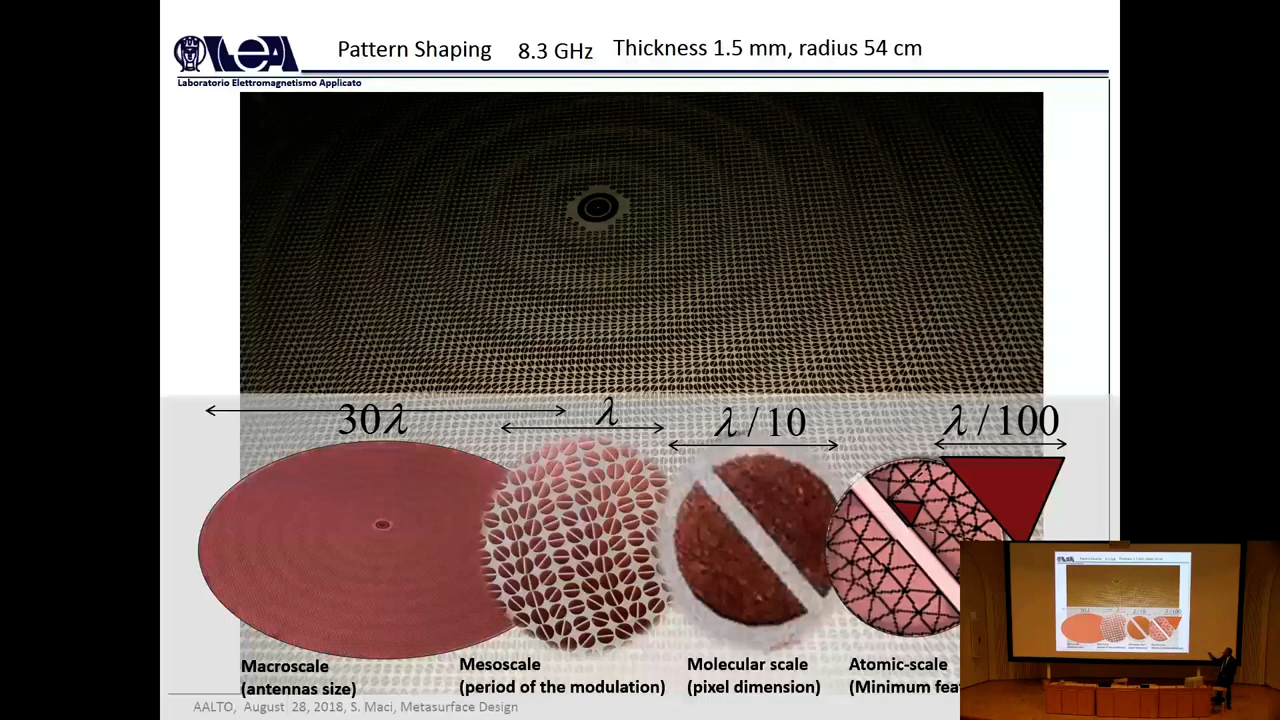 LEA
Pattern Shaping 8.3 GHz Thickness 1.5 mm, radius 54 cm
Laboratorio Elettromagnetismo Applicato
30λ λ λ / 10 λ / 100
Macroscale Mesoscale Molecular scale Atomic-scale
(antennas size) (period of the modulation) (pixel dimension) (Minimum fea
AALTO, August 28, 2018, S. Maci, Metasurface Design